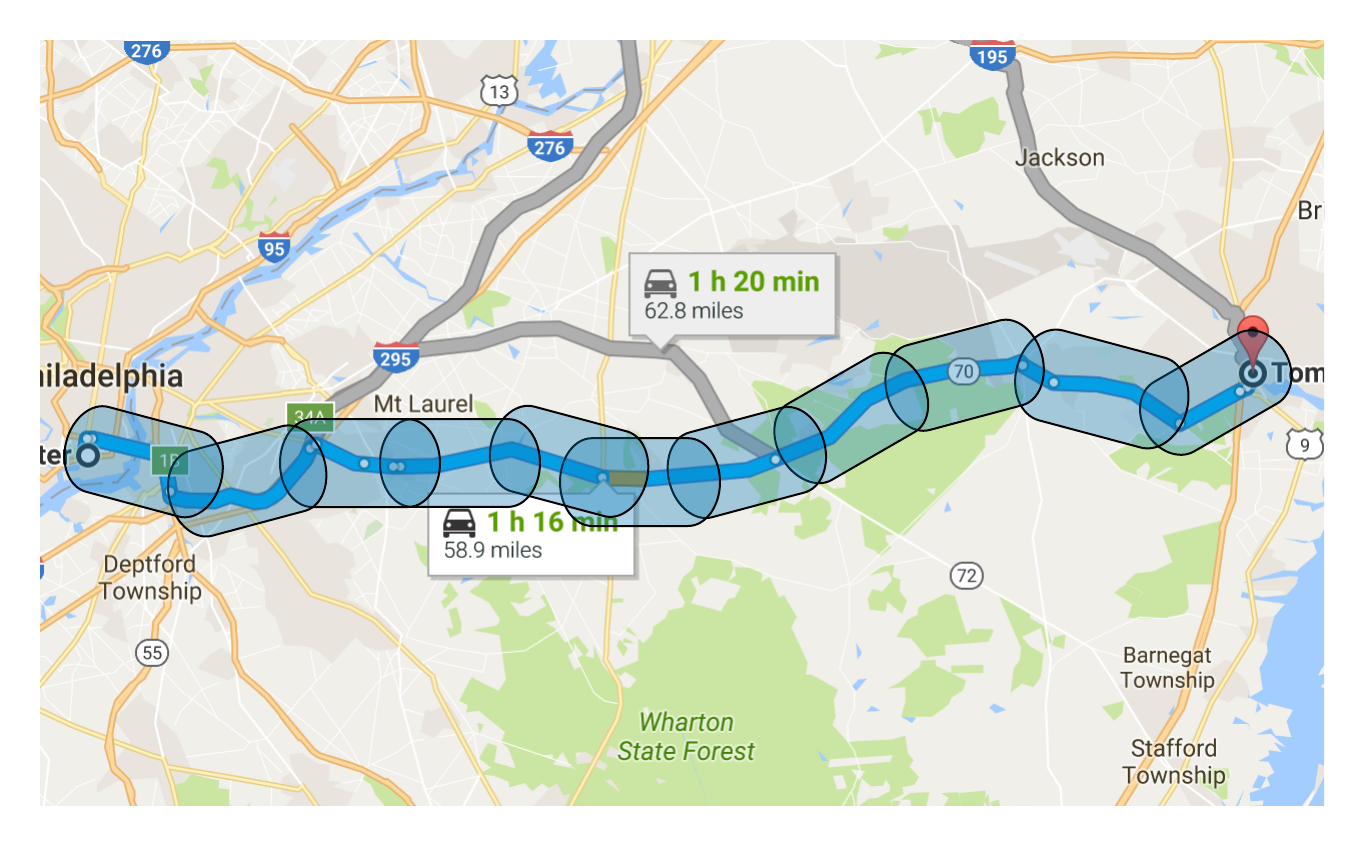 276
195
13
276
Jackson
Br
95
1 h 20 min
62.8 miles
295
iladelphia
70
Tom
Mt Laurel
34A
9
ter
1B
1 h 16 min
58.9 miles
Deptford
Township
72
55
Barnegat
Township
Wharton
State Forest
Stafford
Township